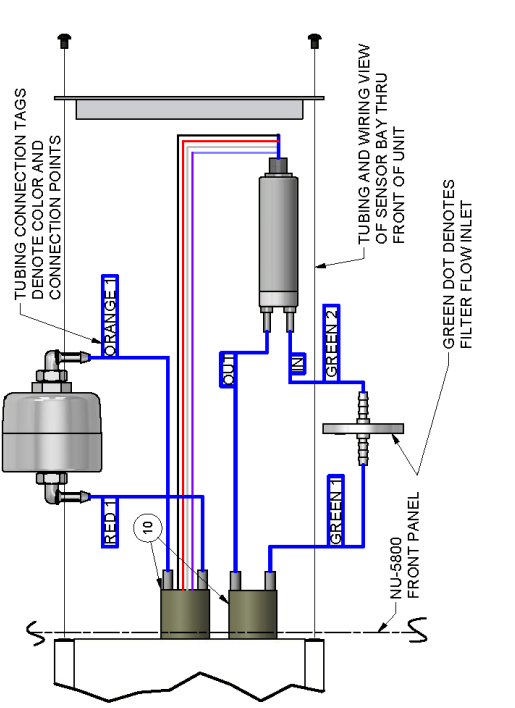 TUBING CONNECTION TAGS
DENOTE COLOR AND
CONNECTION POINTS
ORANGE 1
RED 1
10
OUT
IN
GREEN 2
GREEN 1
TUBING AND WIRING VIEW
OF SENSOR BAY THRU
FRONT OF UNIT
GREEN DOT DENOTES
FILTER FLOW INLET
NU-5800
FRONT PANEL